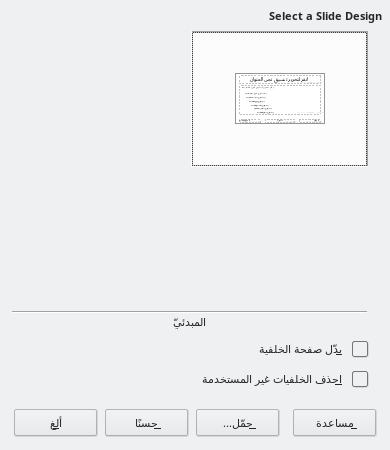 Select a Slide Design
انقر لتحرير تنسيق نص العنوان
المبدئيّ
بدّل صفحة الخلفية
احذف الخلفيات غير المستخدمة
مساعدة
حمّل...
حسنًا
ألغِ